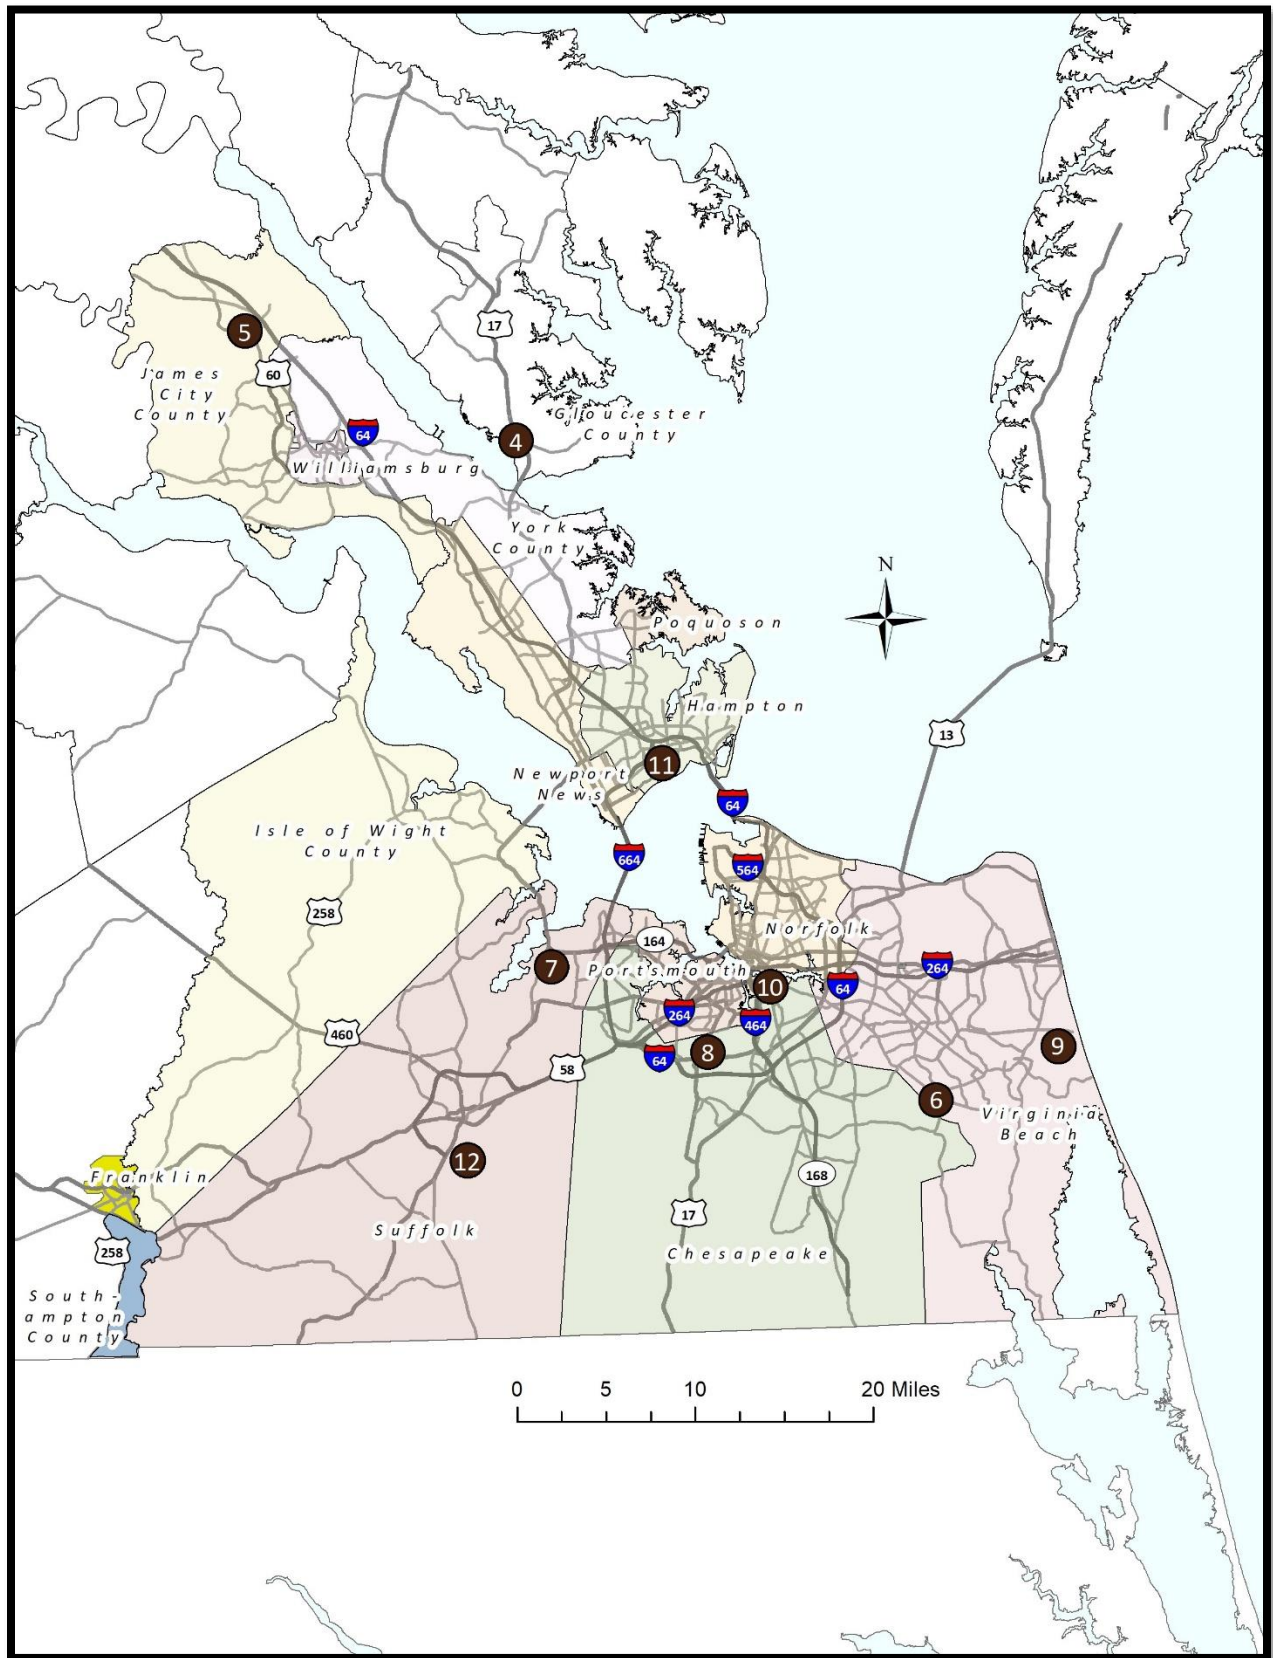 5
17
James
City
County
60
64
4
Gloucester
County
Williamsburg
York
County
N
Poquoson
Hampton
13
11
Newport
News
64
Isle of Wight
County
664
564
258
Norfolk
164
7
Portsmouth
10
64
264
264
464
460
8
9
64
58
6
Virginia
Beach
12
Franklin
168
17
Suffolk
258
Chesapeake
South-
ampton
County
0 5 10 20 Miles